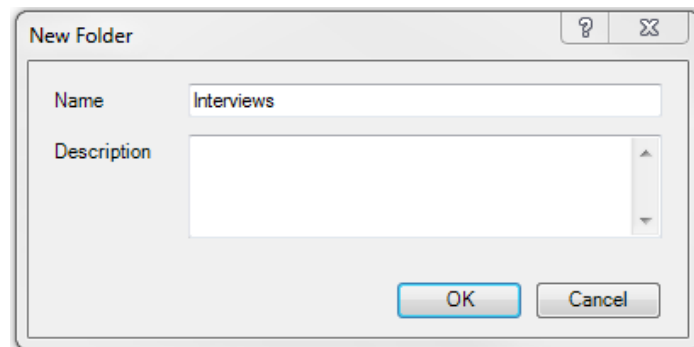 New Folder
Name
Interviews
Description
OK
Cancel